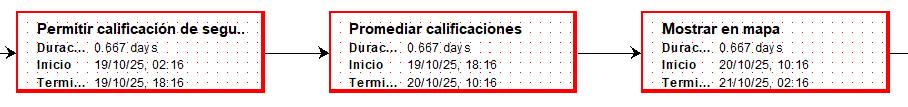 Permitir calificación de segu..
Durac... 0.667 days
Inicio 19/10/25, 02:16
Termi... 19/10/25, 18:16
Promediar calificaciones
Durac... 0.667 days
Inicio 19/10/25, 18:16
Termi... 20/10/25, 10:16
Mostrar en mapa
Durac... 0.667 days
Inicio 20/10/25, 10:16
Termi... 21/10/25, 02:16